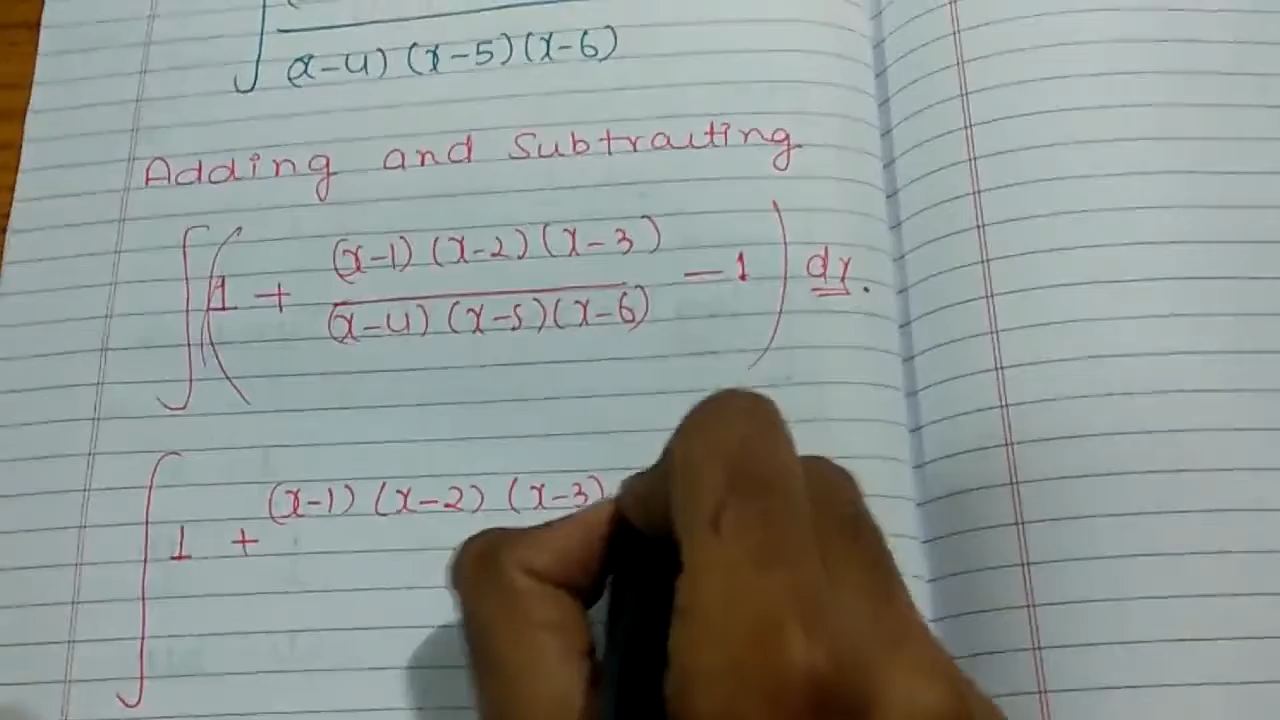 ∫ (x-4) (x-5) (x-6)
Adding and Subtracting
∫ ( 1 + (x-1) (x-2) (x-3) / (x-4) (x-5) (x-6) - 1 ) dx.
∫ 1 + (x-1) (x-2) (x-3)